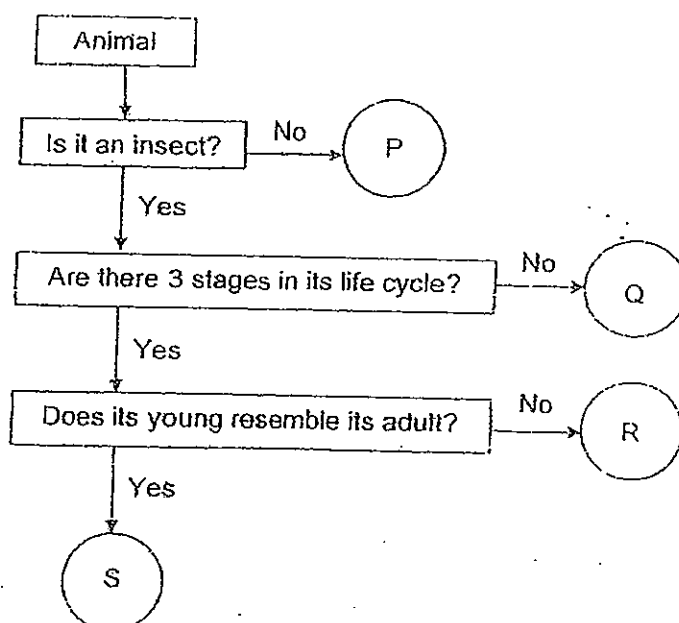 Animal
Is it an insect?
No
P
Yes
Are there 3 stages in its life cycle?
No
Q
Yes
Does its young resemble its adult?
No
R
Yes
S